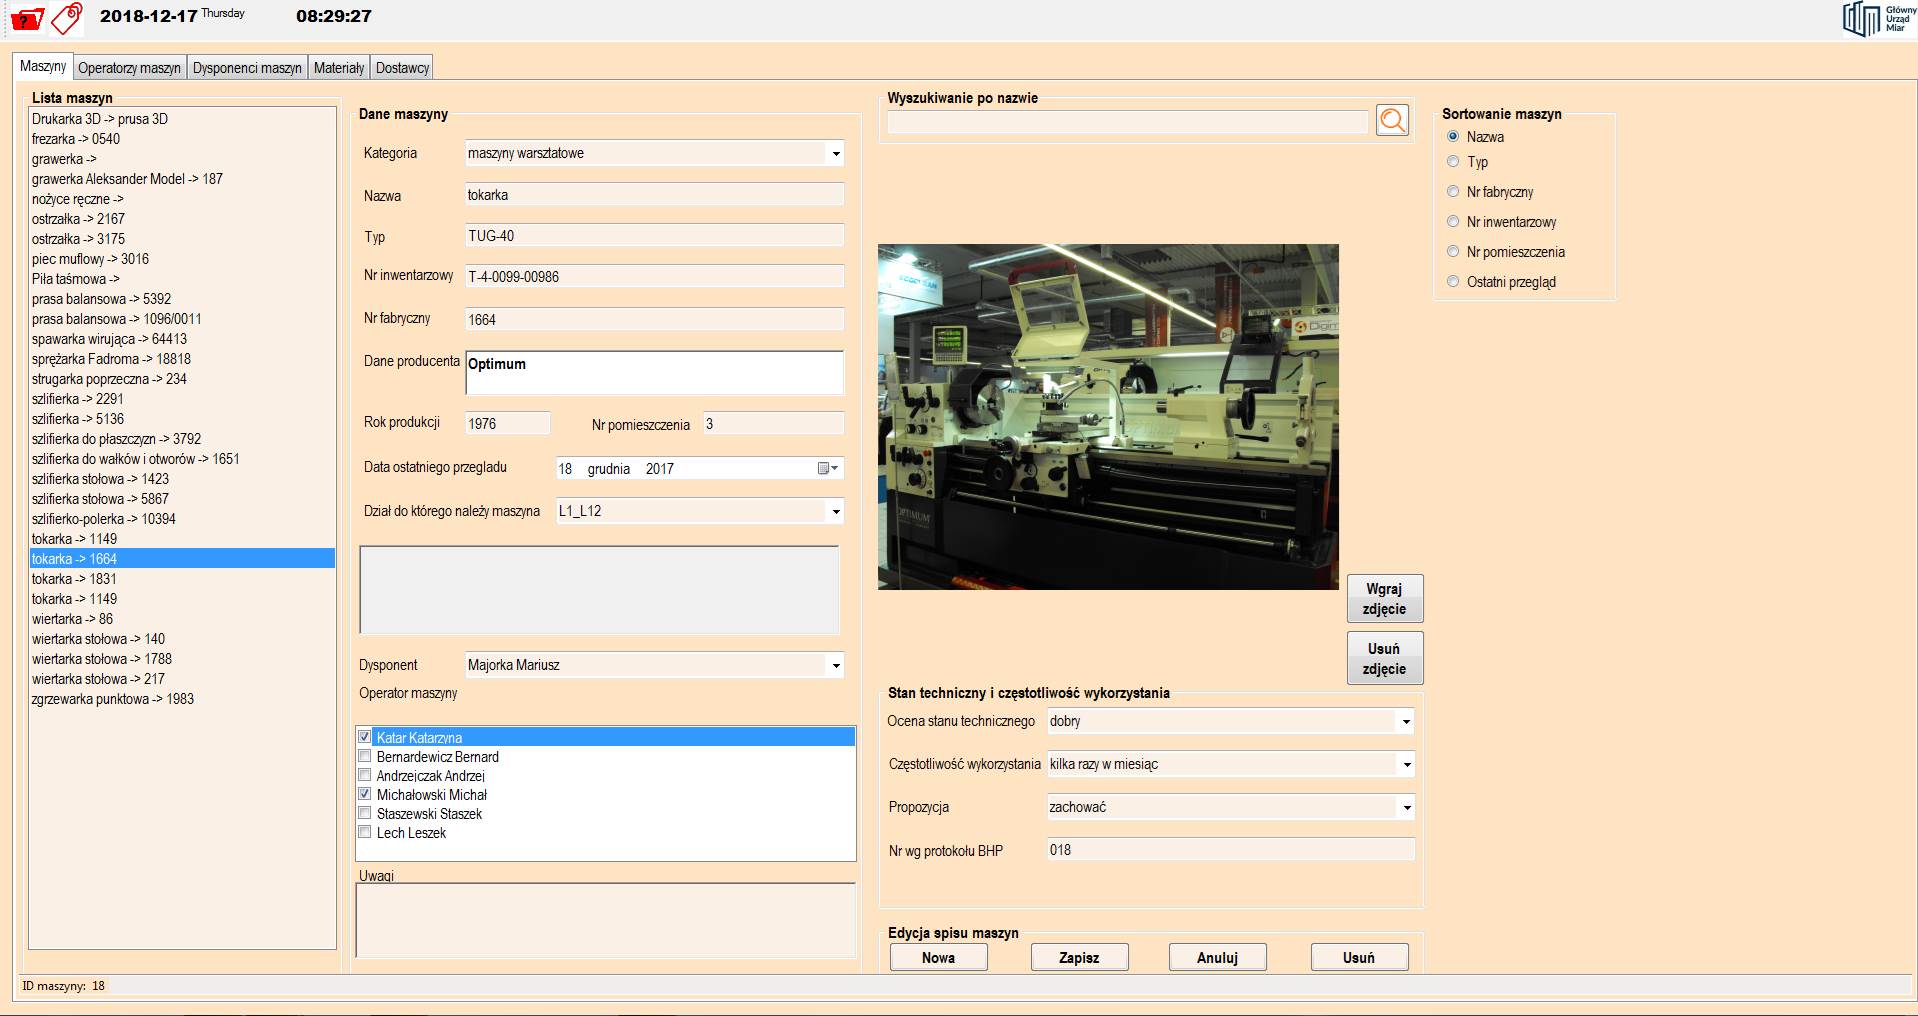 2018-12-17 Thursday 08:29:27
Główny
Urząd
Miar
Maszyny Operatorzy maszyn Dysponenci maszyn Materiały Dostawcy
Lista maszyn
Drukarka 3D -> prusa 3D
frezarka -> 0540
grawerka ->
grawerka Aleksander Model -> 187
nożyce ręczne ->
ostrzałka -> 2167
ostrzałka -> 3175
piec muflowy -> 3016
Piła taśmowa ->
prasa balansowa -> 5392
prasa balansowa -> 1096/0011
spawarka wirująca -> 64413
sprężarka Fadroma -> 18818
strugarka poprzeczna -> 234
szlifierka -> 2291
szlifierka -> 5136
szlifierka do płaszczyzn -> 3792
szlifierka do wałków i otworów -> 1651
szlifierka stołowa -> 1423
szlifierka stołowa -> 5867
szlifierko-polerka -> 10394
tokarka -> 1149
tokarka -> 1664
tokarka -> 1831
tokarka -> 1149
wiertarka -> 86
wiertarka stołowa -> 140
wiertarka stołowa -> 1788
wiertarka stołowa -> 217
zgrzewarka punktowa -> 1983
Dane maszyny
Kategoria maszyny warsztatowe
Nazwa tokarka
Typ TUG-40
Nr inwentarzowy T-4-0099-00986
Nr fabryczny 1664
Dane producenta Optimum
Rok produkcji 1976 Nr pomieszczenia 3
Data ostatniego przegladu 18 grudnia 2017
Dział do którego należy maszyna L1_L12
Dysponent Majorka Mariusz
Operator maszyny
Katar Katarzyna
Bernardewicz Bernard
Andrzejczak Andrzej
Michałowski Michał
Staszewski Staszek
Lech Leszek
Uwagi
Wyszukiwanie po nazwie
OPTIMUM
Wgraj
zdjęcie
Usuń
zdjęcie
Stan techniczny i częstotliwość wykorzystania
Ocena stanu technicznego dobry
Częstotliwość wykorzystania kilka razy w miesiąc
Propozycja zachować
Nr wg protokołu BHP 018
Edycja spisu maszyn
Nowa Zapisz Anuluj Usuń
Sortowanie maszyn
Nazwa
Typ
Nr fabryczny
Nr inwentarzowy
Nr pomieszczenia
Ostatni przegląd
ID maszyny: 18